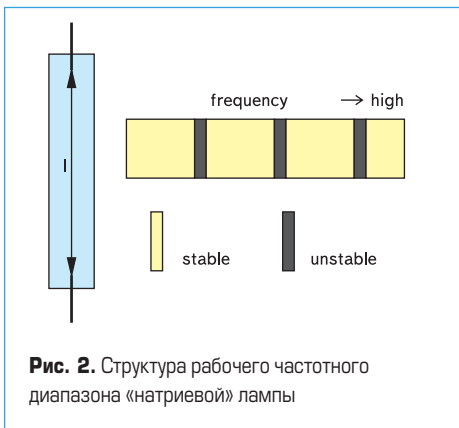 frequency → high
l
stable
unstable
Рис. 2. Структура рабочего частотного
диапазона «натриевой» лампы